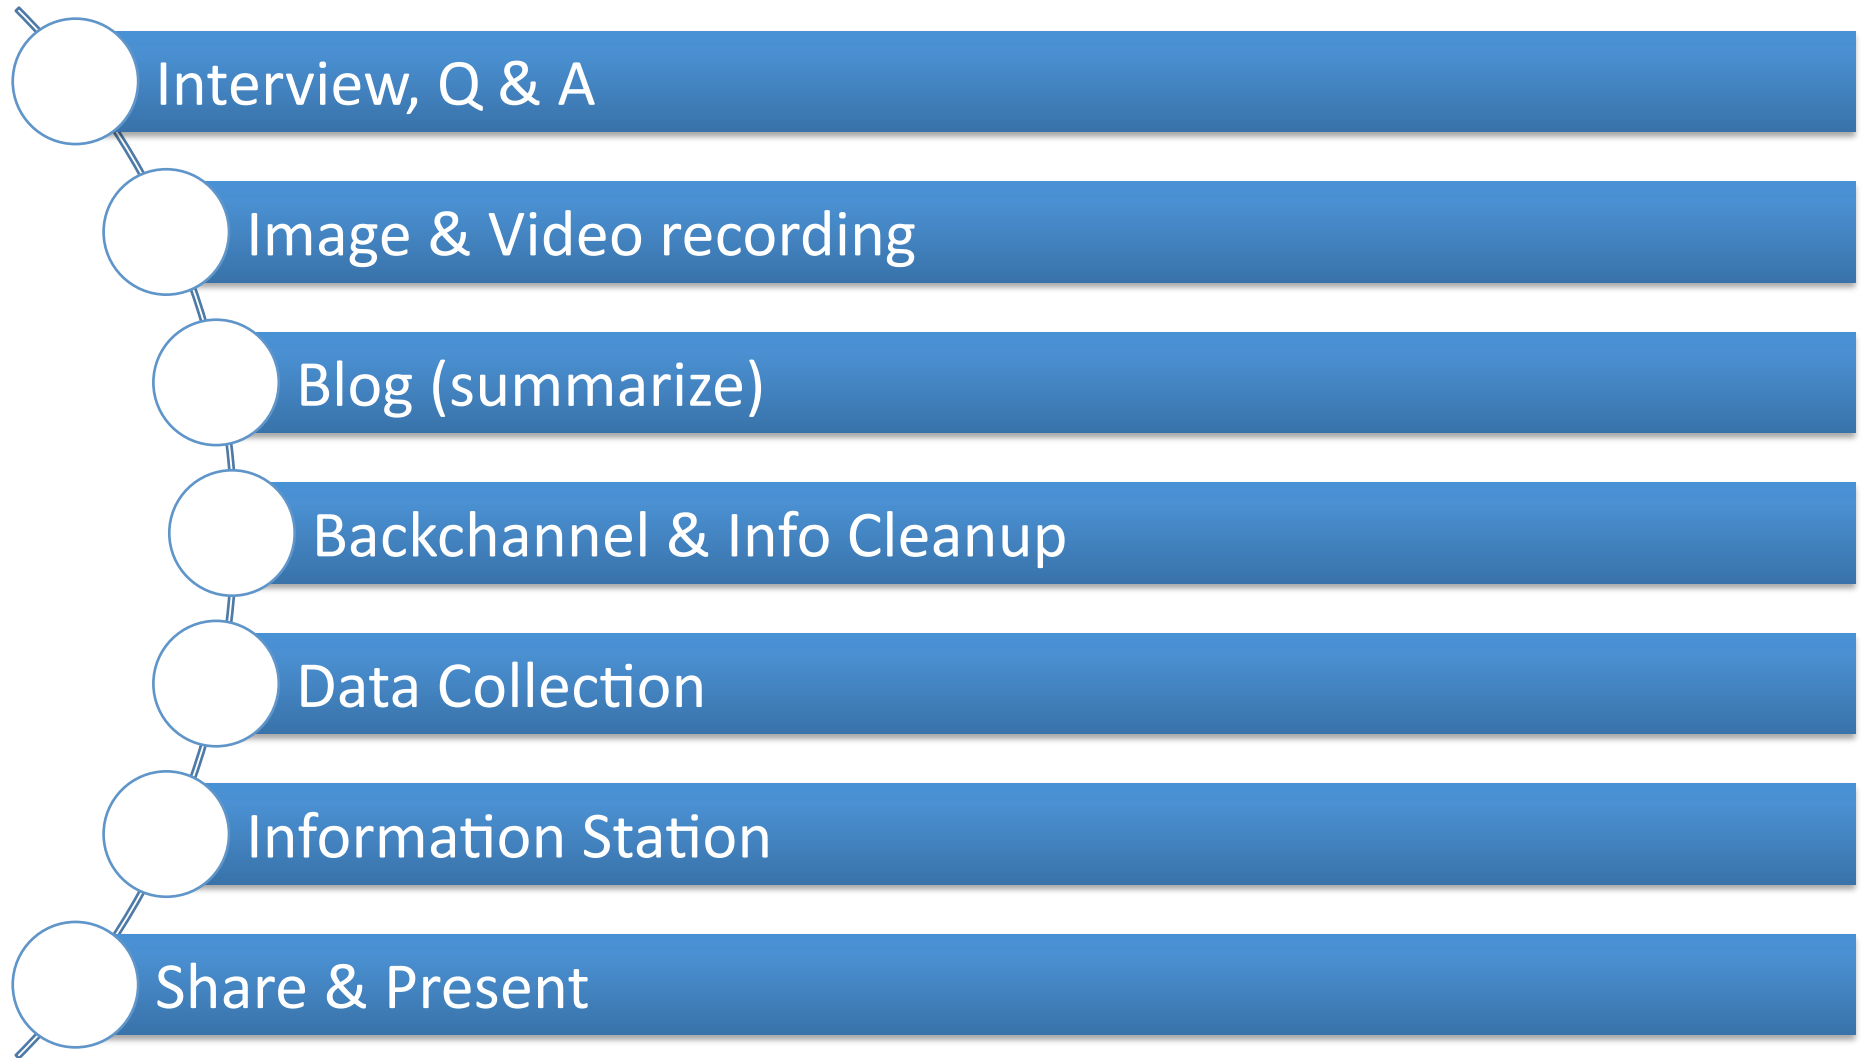 Interview, Q & A
Image & Video recording
Blog (summarize)
Backchannel & Info Cleanup
Data Collection
Information Station
Share & Present